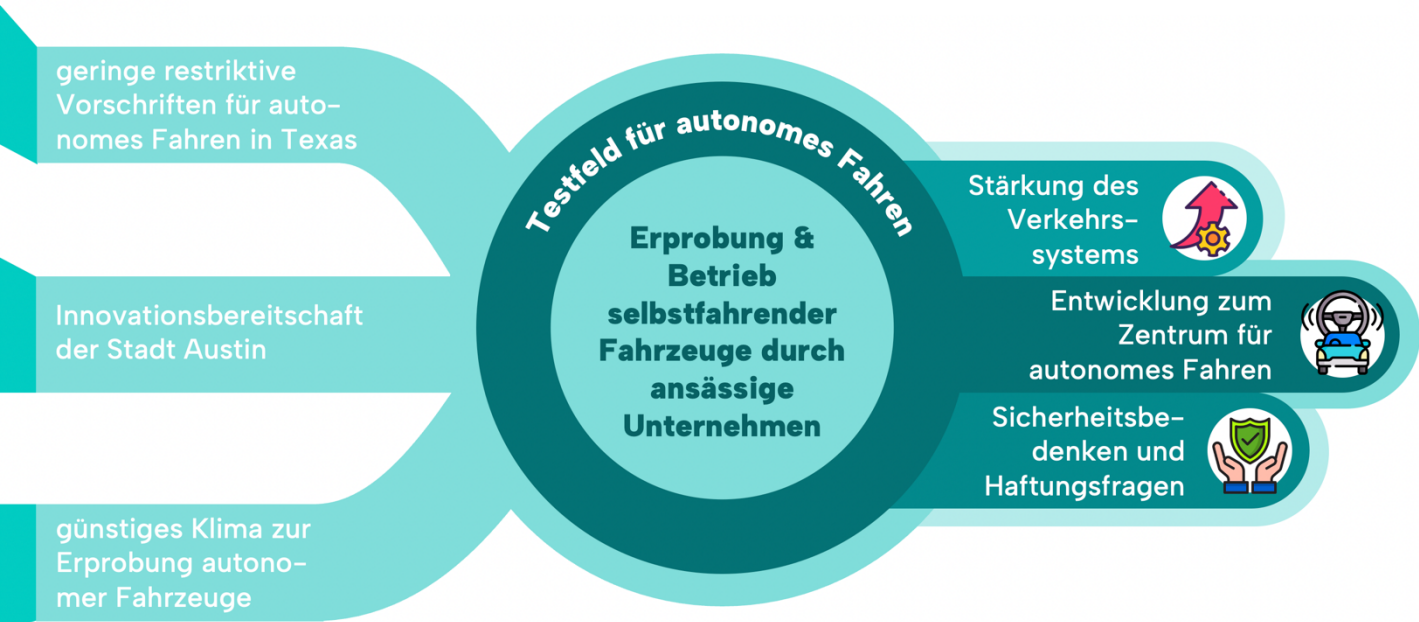 geringe restriktive
Vorschriften für auto-
nomes Fahren in Texas
Innovationsbereitschaft
der Stadt Austin
günstiges Klima zur
Erprobung autono-
mer Fahrzeuge
Testfeld für autonomes Fahren
Erprobung &
Betrieb
selbstfahrender
Fahrzeuge durch
ansässige
Unternehmen
Stärkung des
Verkehrs-
systems
Entwicklung zum
Zentrum für
autonomes Fahren
Sicherheitsbe-
denken und
Haftungsfragen